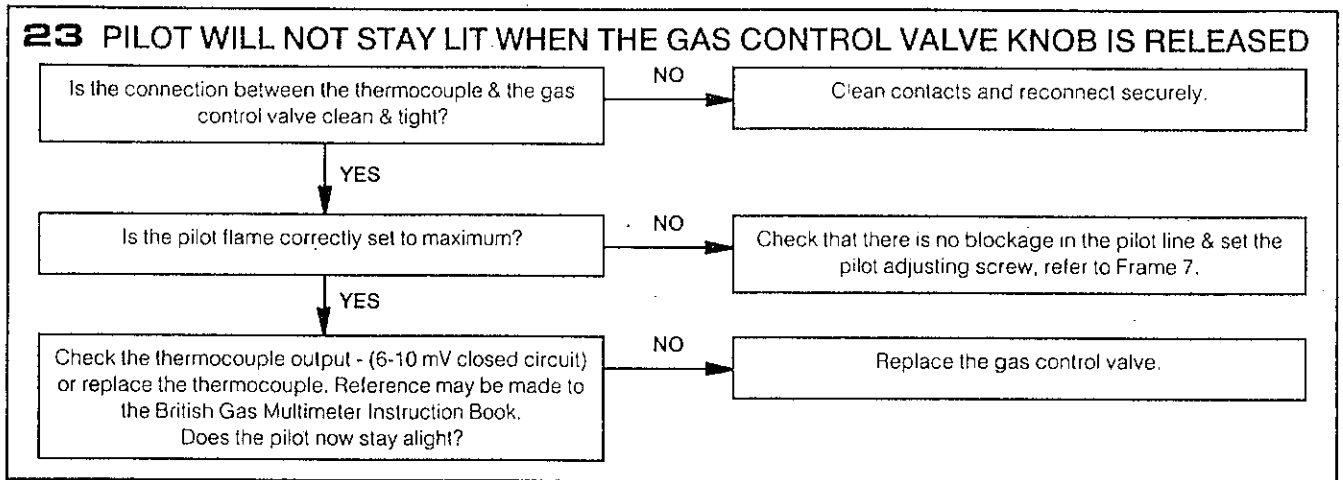 23 PILOT WILL NOT STAY LIT WHEN THE GAS CONTROL VALVE KNOB IS RELEASED
Is the connection between the thermocouple & the gas
control valve clean & tight?
NO
Clean contacts and reconnect securely.
YES
Is the pilot flame correctly set to maximum?
NO
Check that there is no blockage in the pilot line & set the
pilot adjusting screw, refer to Frame 7.
YES
Check the thermocouple output - (6-10 mV closed circuit)
or replace the thermocouple. Reference may be made to
the British Gas Multimeter Instruction Book.
Does the pilot now stay alight?
NO
Replace the gas control valve.